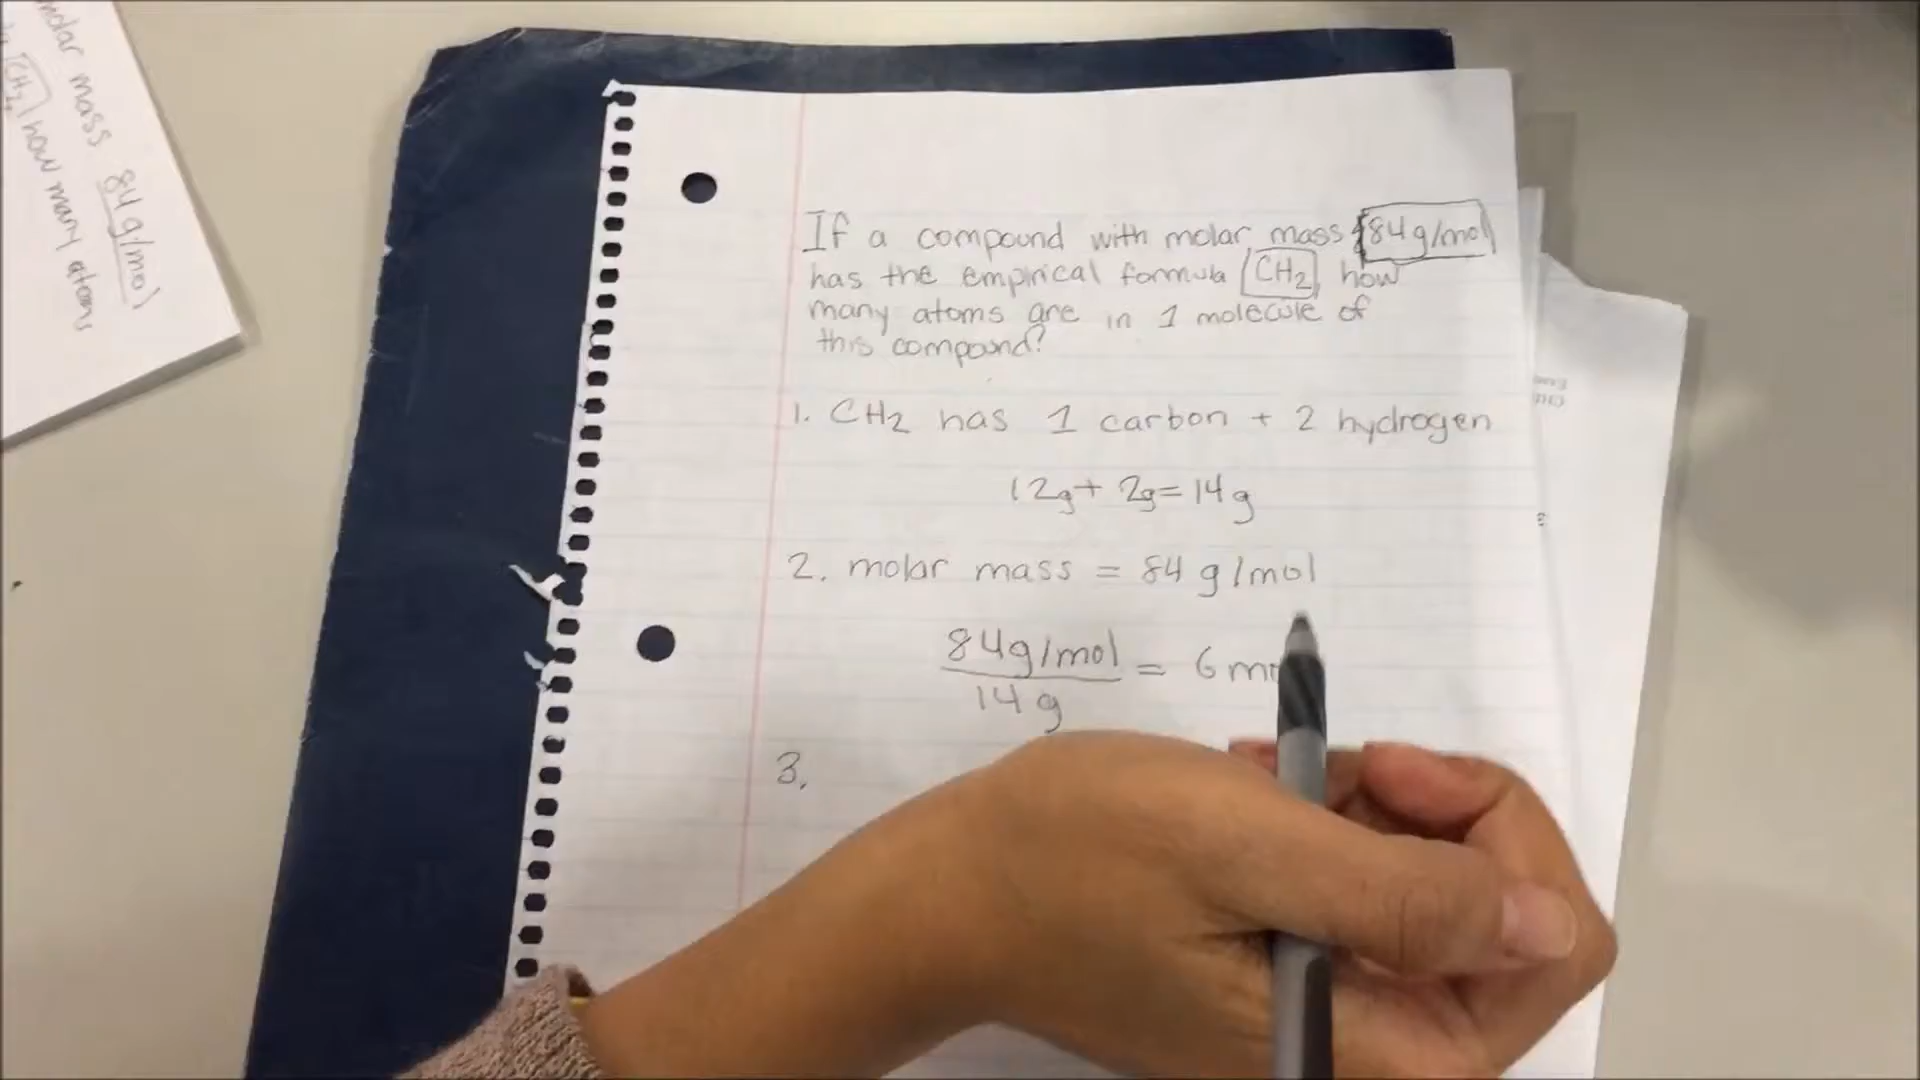 molar mass 84 g/mol
CH2, how many atoms
If a compound with molar mass 84 g/mol
has the empirical formula CH2, how
many atoms are in 1 molecule of
this compound?
1. CH2 has 1 carbon + 2 hydrogen
12g + 2g = 14g
2. molar mass = 84 g/mol
84g/mol
14 g
= 6
3.